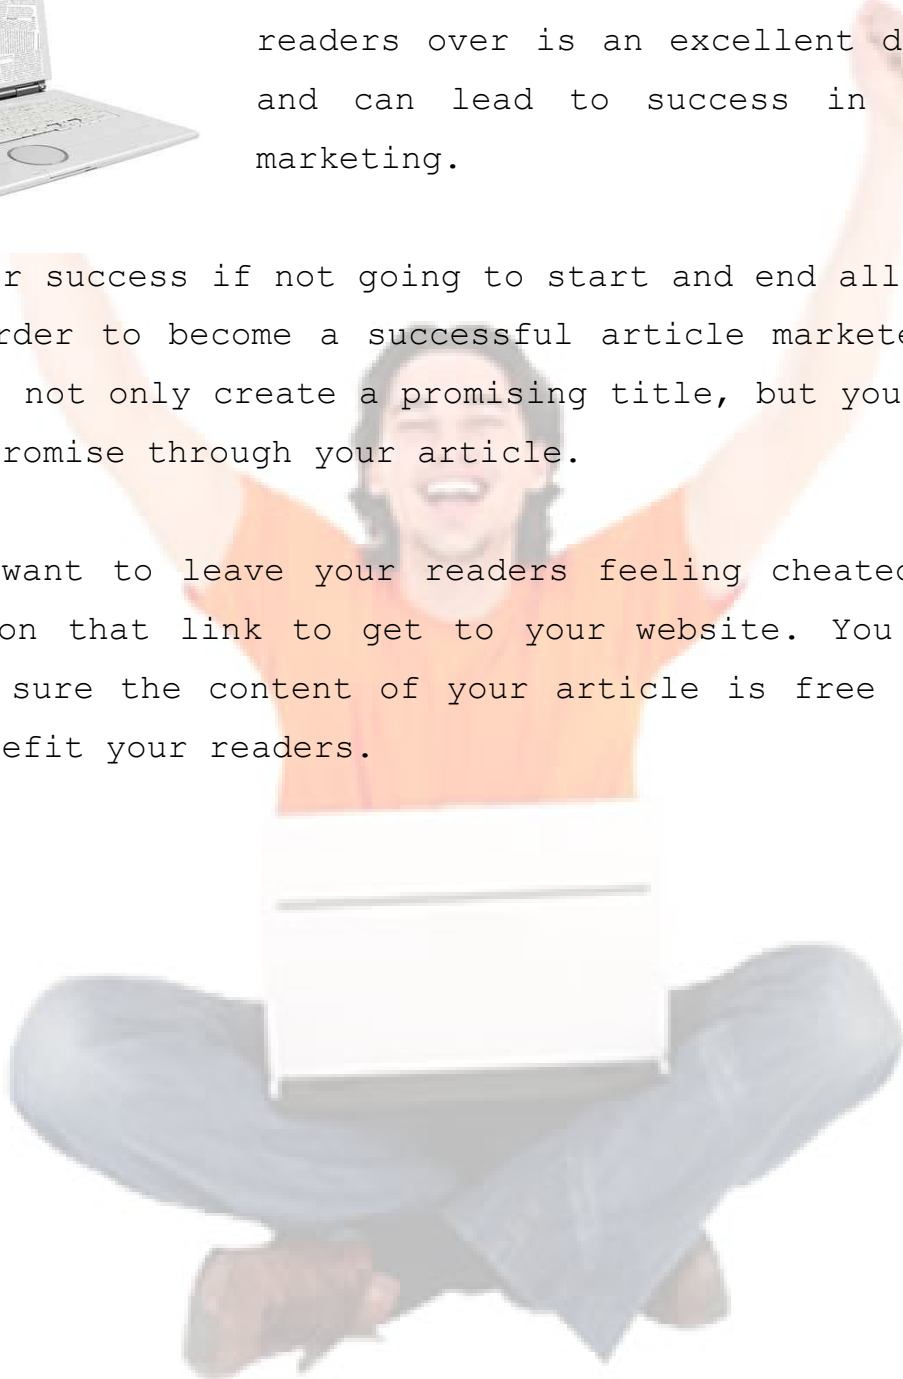 readers over is an excellent d
and can lead to success in
marketing.
r success if not going to start and end all
rder to become a successful article markete
not only create a promising title, but you
romise through your article.
want to leave your readers feeling cheated
on that link to get to your website. You
sure the content of your article is free
efit your readers.